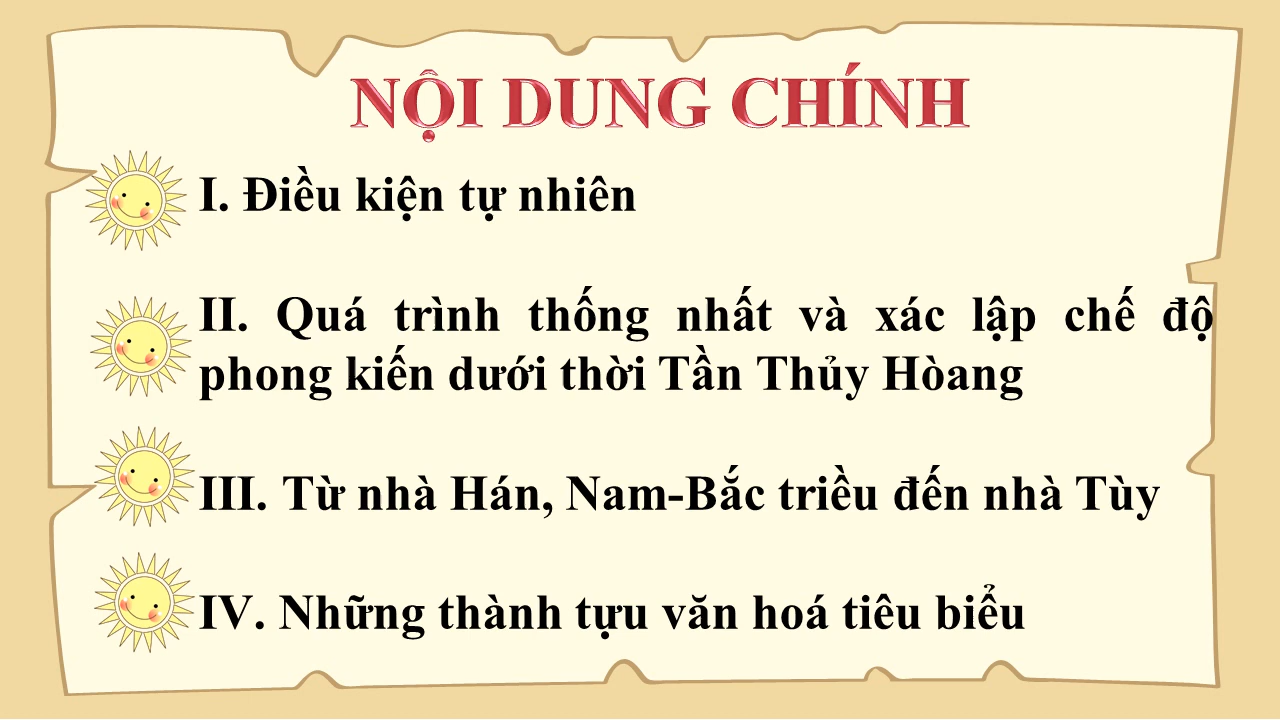 NỘI DUNG CHÍNH
I. Điều kiện tự nhiên
II. Quá trình thống nhất và xác lập chế độ
phong kiến dưới thời Tần Thủy Hòang
III. Từ nhà Hán, Nam-Bắc triều đến nhà Tùy
IV. Những thành tựu văn hoá tiêu biểu